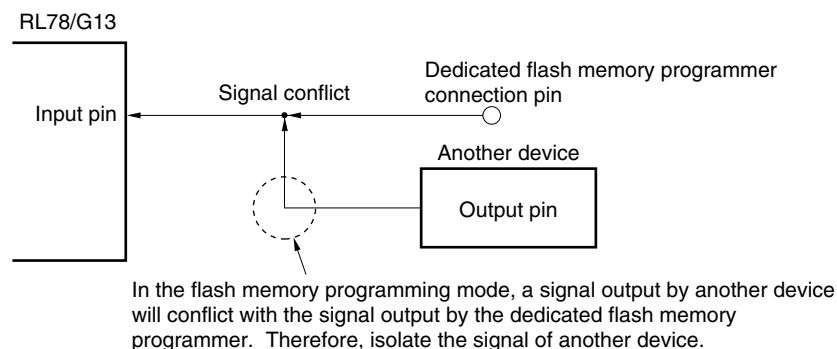 RL78/G13
Input pin
Signal conflict
Dedicated flash memory programmer
connection pin
Another device
Output pin
In the flash memory programming mode, a signal output by another device
will conflict with the signal output by the dedicated flash memory
programmer.  Therefore, isolate the signal of another device.